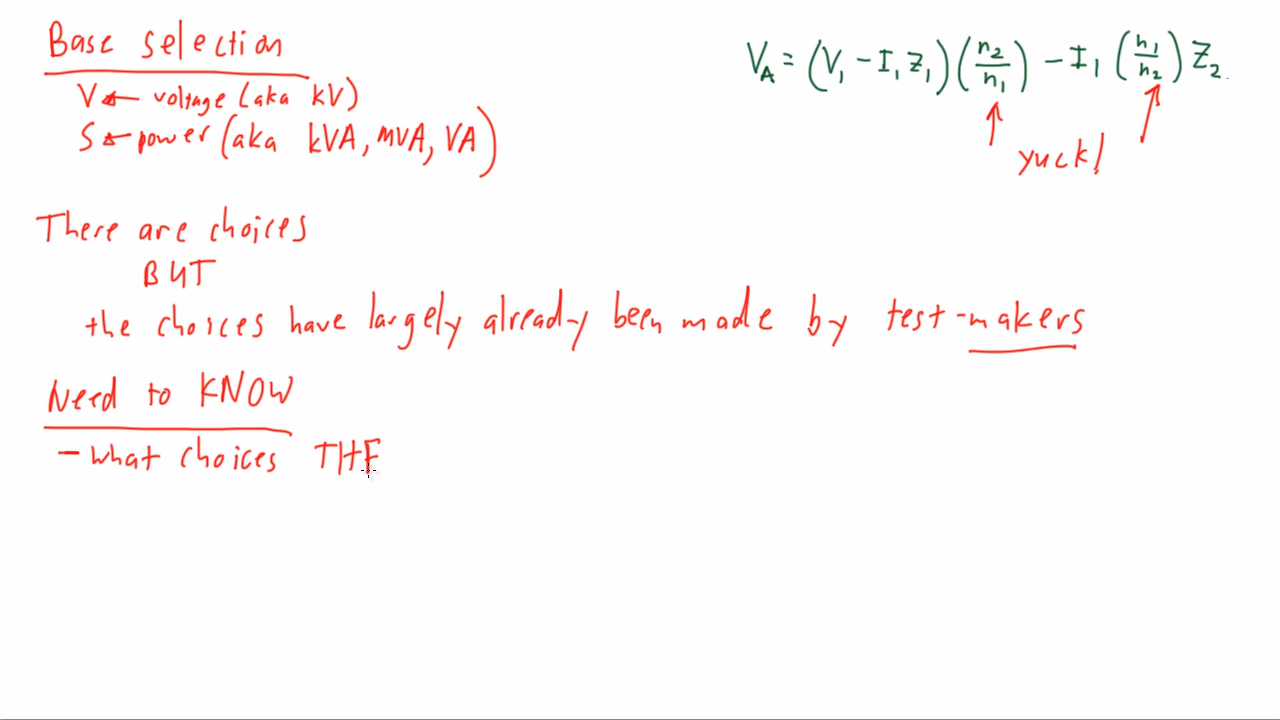 Base selection
V ← voltage (aka kV)
S ← power (aka kVA, MVA, VA)
V_A = (V_1 - I_1 Z_1) (n_2/n_1) - I_1 (n_1/n_2) Z_2
yuck!
There are choices
BUT
the choices have largely already been made by test-makers
Need to KNOW
- what choices THE